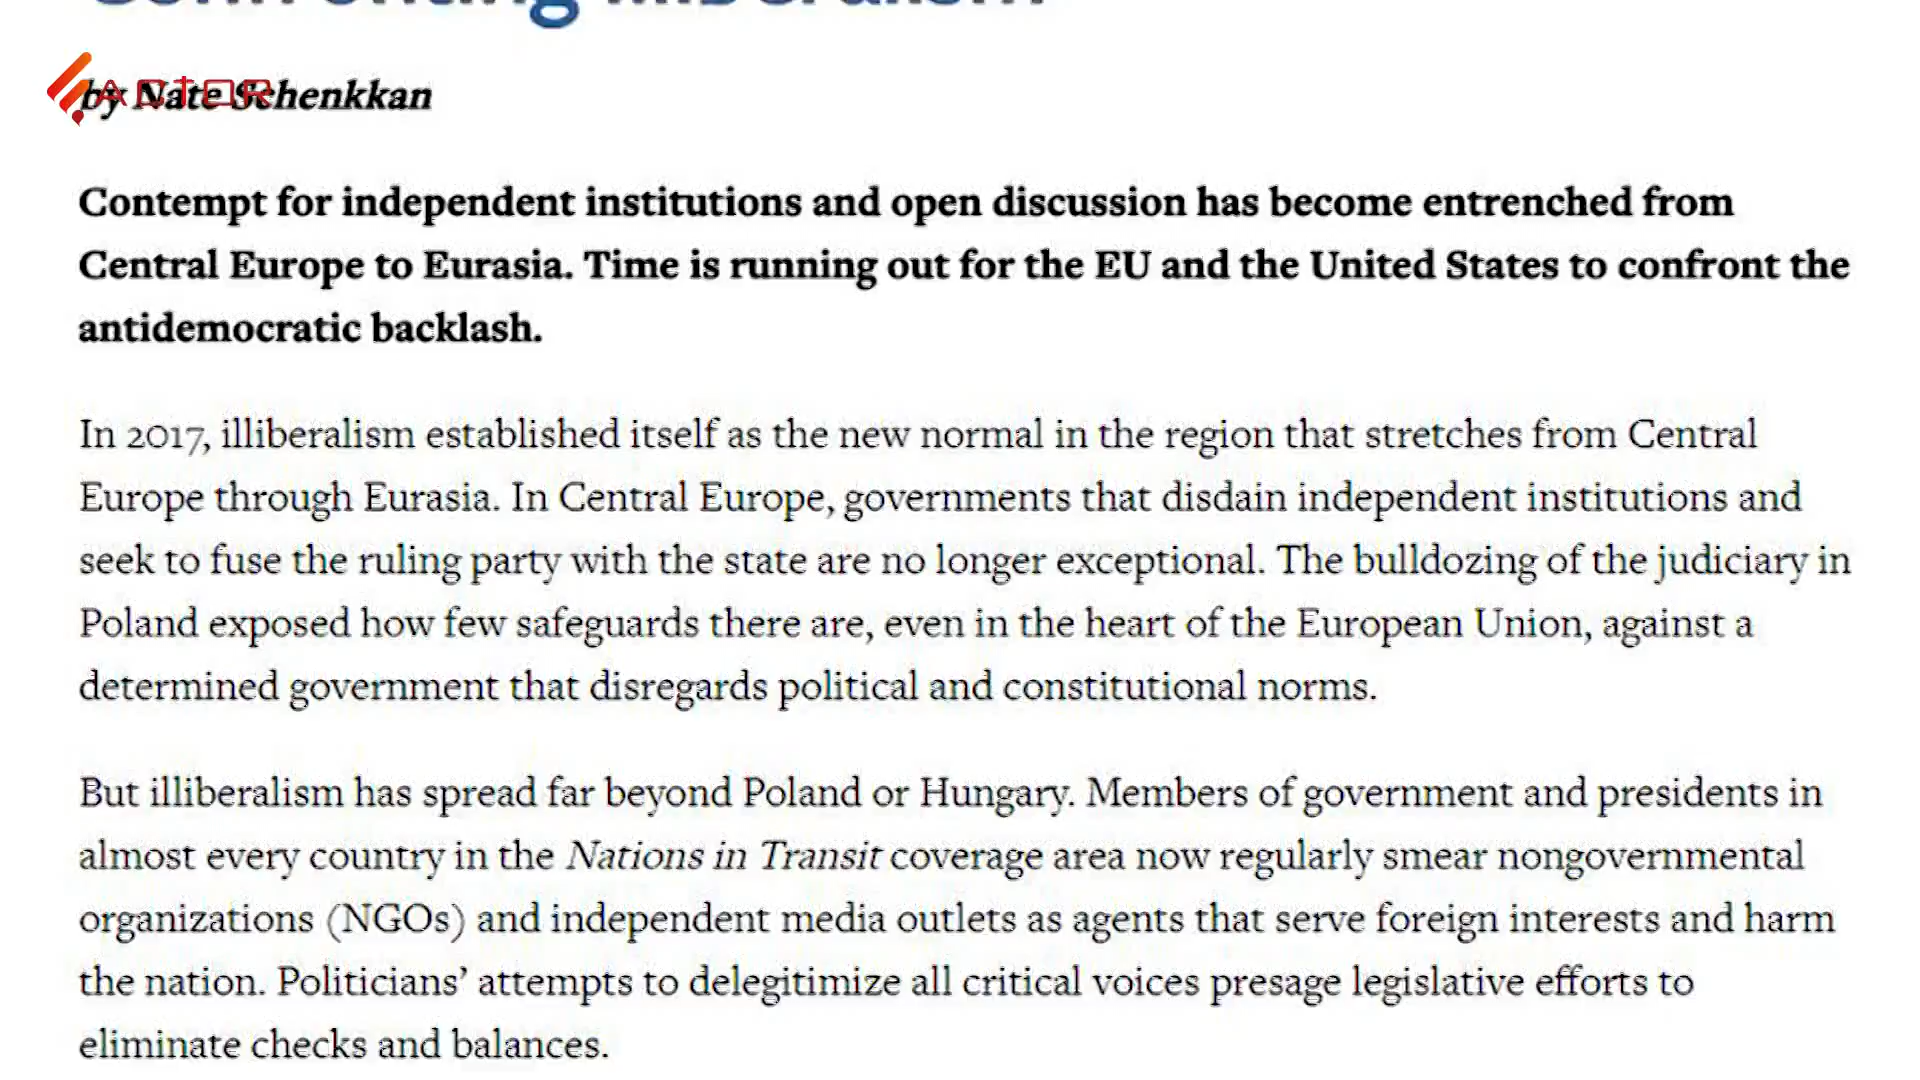 Confronting Illiberalism
by Nate Schenkkan
ACTOR
Contempt for independent institutions and open discussion has become entrenched from
Central Europe to Eurasia. Time is running out for the EU and the United States to confront the
antidemocratic backlash.
In 2017, illiberalism established itself as the new normal in the region that stretches from Central
Europe through Eurasia. In Central Europe, governments that disdain independent institutions and
seek to fuse the ruling party with the state are no longer exceptional. The bulldozing of the judiciary in
Poland exposed how few safeguards there are, even in the heart of the European Union, against a
determined government that disregards political and constitutional norms.
But illiberalism has spread far beyond Poland or Hungary. Members of government and presidents in
almost every country in the Nations in Transit coverage area now regularly smear nongovernmental
organizations (NGOs) and independent media outlets as agents that serve foreign interests and harm
the nation. Politicians’ attempts to delegitimize all critical voices presage legislative efforts to
eliminate checks and balances.